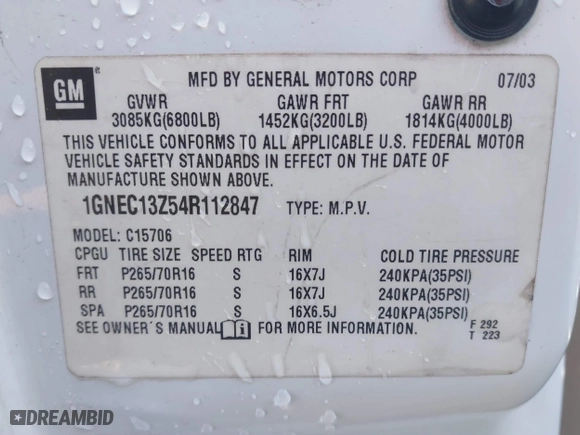 GM
MFD BY GENERAL MOTORS CORP 07/03
GVWR GAWR FRT GAWR RR
3085KG(6800LB) 1452KG(3200LB) 1814KG(4000LB)
THIS VEHICLE CONFORMS TO ALL APPLICABLE U.S. FEDERAL MOTOR
VEHICLE SAFETY STANDARDS IN EFFECT ON THE DATE OF
MANUFACTURE SHOWN ABOVE.
1GNEC13Z54R112847 TYPE: M.P.V.
MODEL: C15706
CPGU TIRE SIZE SPEED RTG RIM COLD TIRE PRESSURE
FRT P265/70R16 S 16X7J 240KPA(35PSI)
RR P265/70R16 S 16X7J 240KPA(35PSI)
SPA P265/70R16 S 16X6.5J 240KPA(35PSI)
SEE OWNER´S MANUAL FOR MORE INFORMATION.
F 292
T 223
DREAMBID